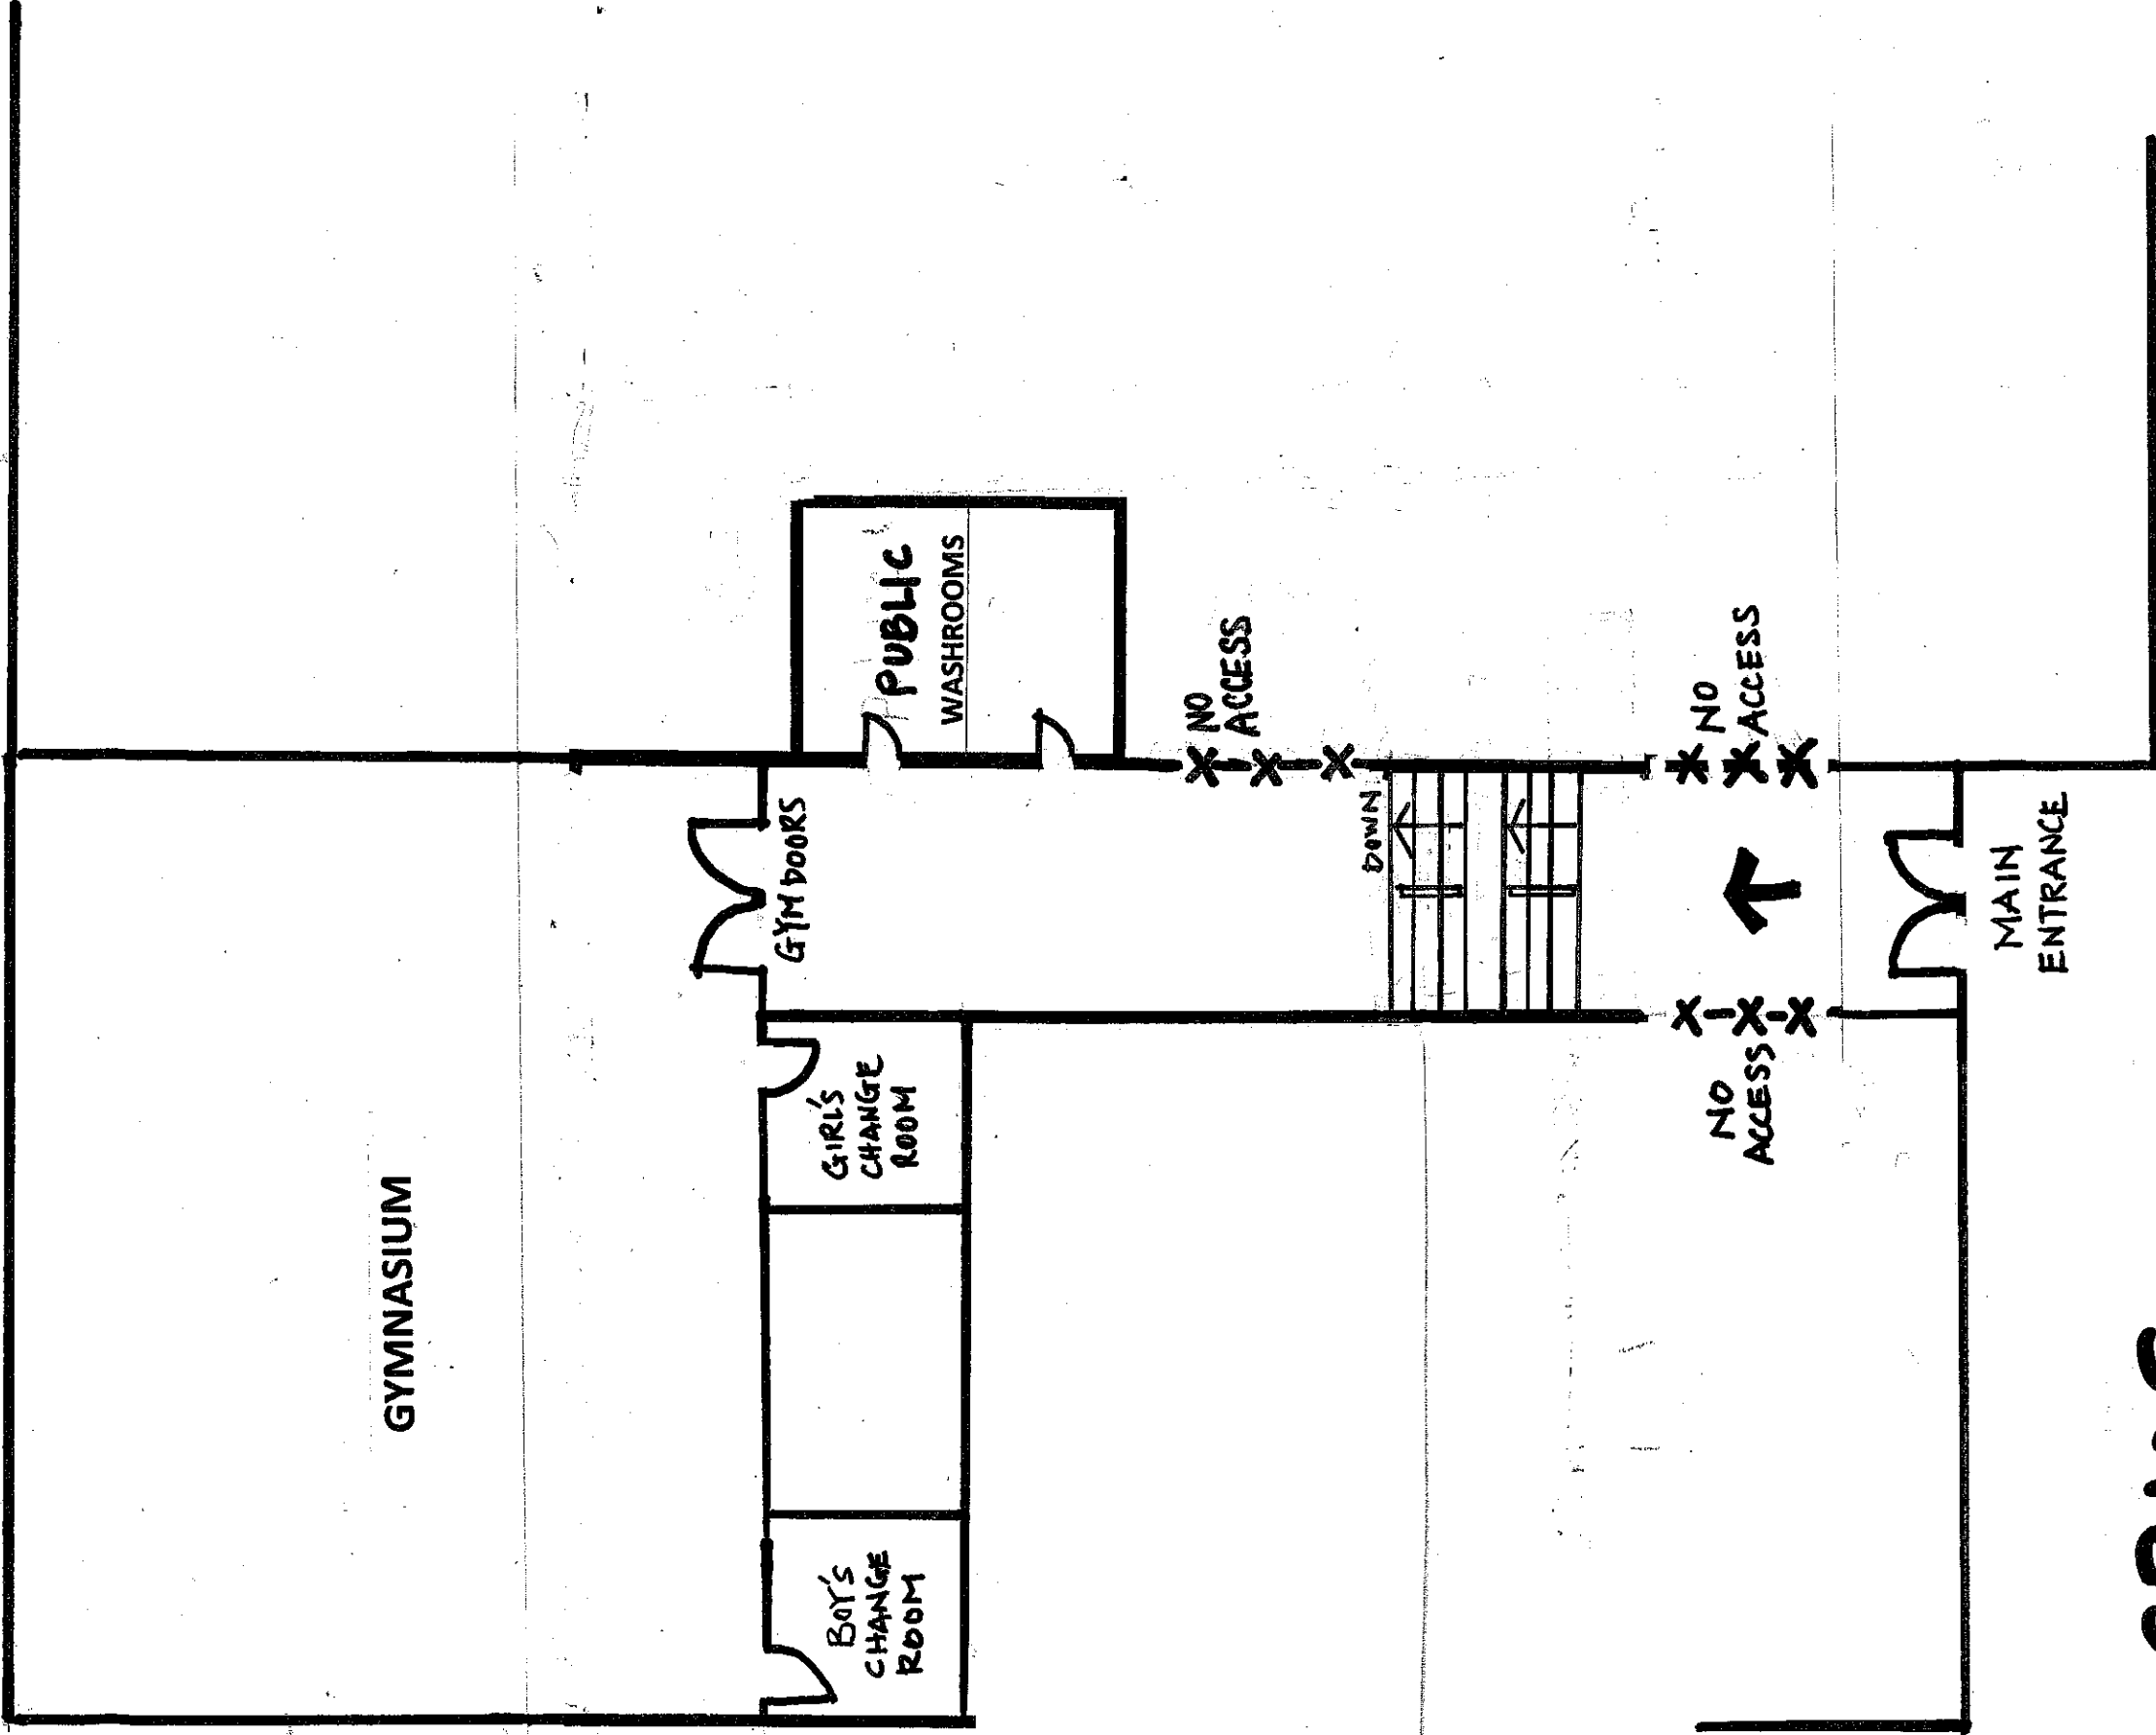 GYMNASIUM
GYM DOORS
PUBLIC
WASHROOMS
GIRL'S
CHANGE
ROOM
BOY'S
CHANGE
ROOM
NO
ACCESS
DOWN
NO
ACCESS
NO
ACCESS
MAIN
ENTRANCE